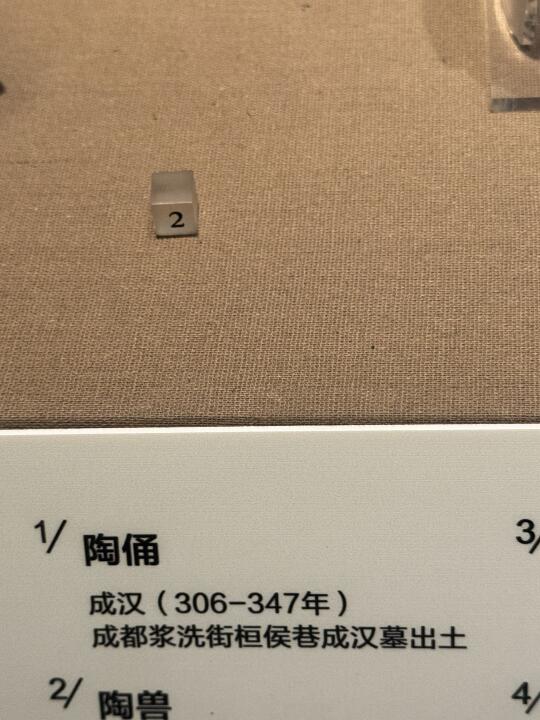 2
1/ 陶俑
3/
成汉（306-347年）
成都浆洗街桓侯巷成汉墓出土
2/ 陶兽
4/